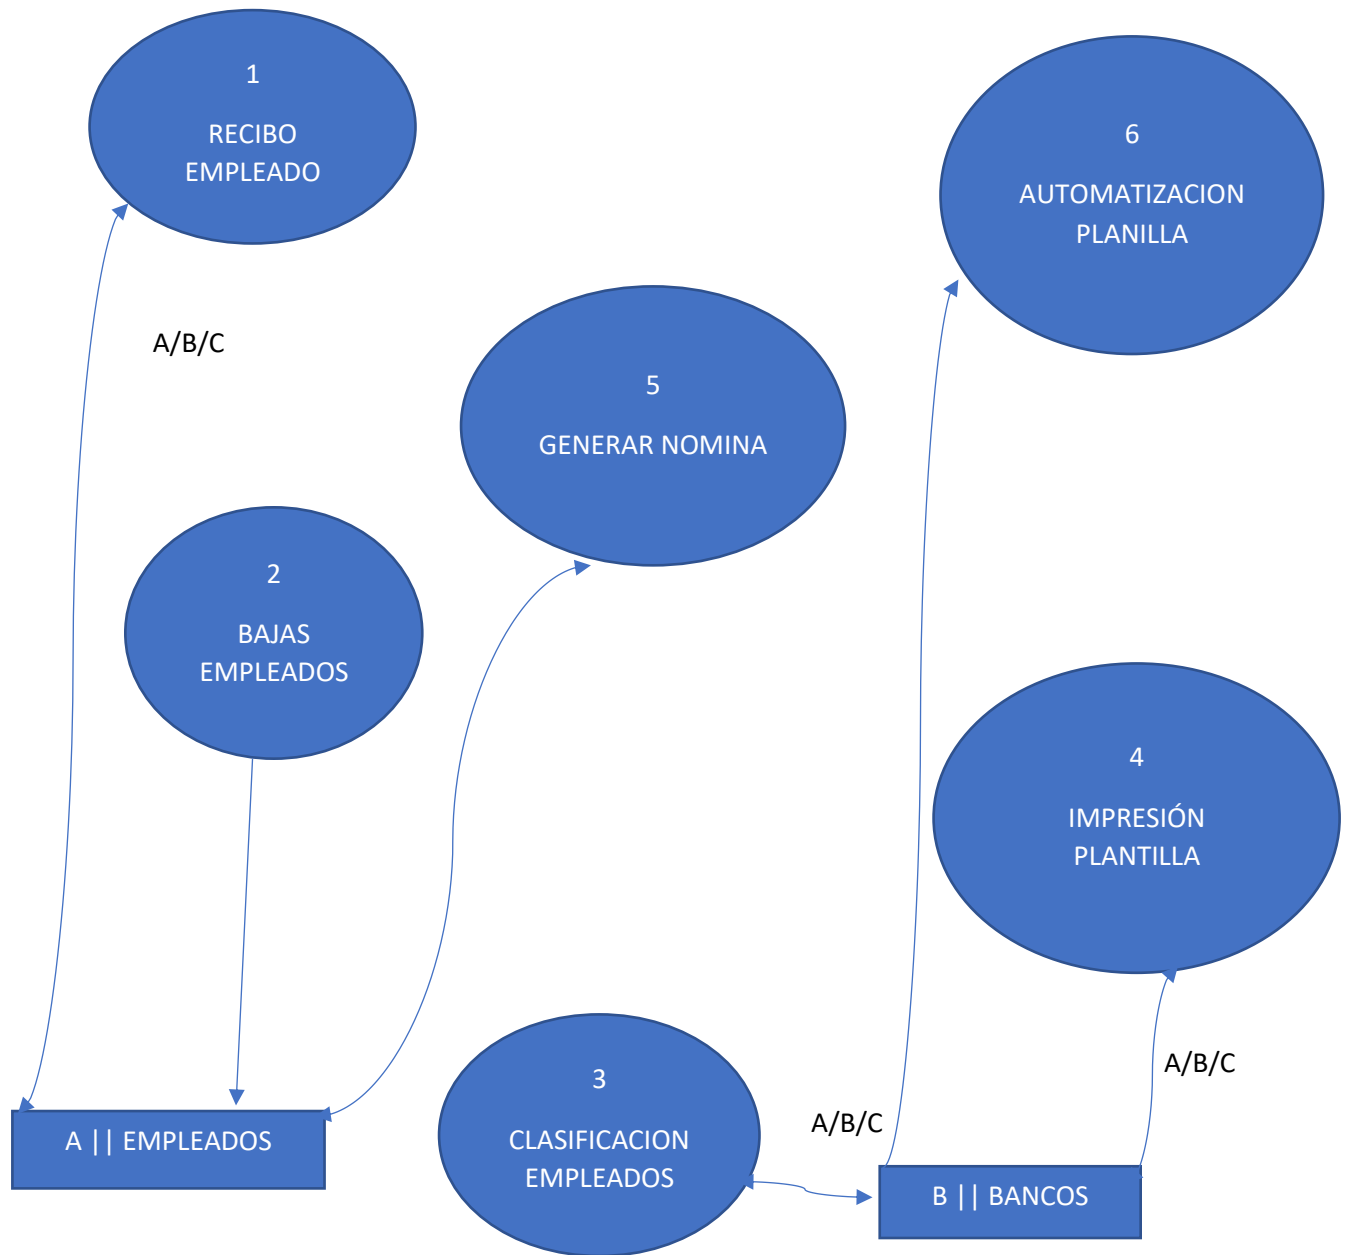 1
RECIBO
EMPLEADO
6
AUTOMATIZACION
PLANILLA
A/B/C
5
GENERAR NOMINA
2
BAJAS
EMPLEADOS
4
IMPRESIÓN
PLANTILLA
3
CLASIFICACION
EMPLEADOS
A/B/C
A/B/C
A || EMPLEADOS
B || BANCOS